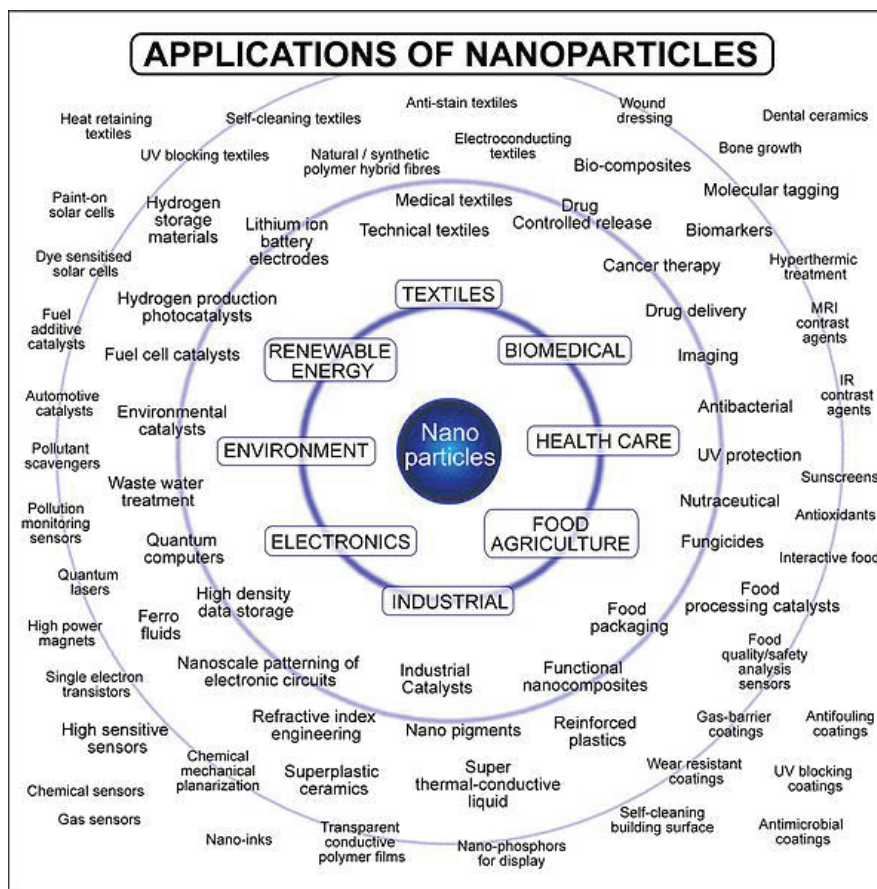 APPLICATIONS OF NANOPARTICLES
Heat retaining
textiles
Self-cleaning textiles
Anti-stain textiles
Wound
dressing
Dental ceramics
UV blocking textiles
Natural / synthetic
polymer hybrid fibres
Electroconducting
textiles
Bio-composites
Bone growth
Paint-on
solar cells
Hydrogen
storage
materials
Lithium ion
battery
electrodes
Medical textiles
Technical textiles
Drug
Controlled release
Molecular tagging
Biomarkers
Dye sensitised
solar cells
Cancer therapy
Hyperthermic
treatment
Hydrogen production
photocatalysts
TEXTILES
Drug delivery
MRI
contrast
agents
Fuel
additive
catalysts
Fuel cell catalysts
RENEWABLE
ENERGY
BIOMEDICAL
Imaging
IR
contrast
agents
Automotive
catalysts
Environmental
catalysts
Nano
particles
Antibacterial
Pollutant
scavengers
ENVIRONMENT
HEALTH CARE
UV protection
Sunscreens
Waste water
treatment
Nutraceutical
Pollution
monitoring
sensors
Antioxidants
Quantum
computers
ELECTRONICS
FOOD
AGRICULTURE
Fungicides
Interactive food
Quantum
lasers
High density
data storage
INDUSTRIAL
Food
packaging
Food
processing catalysts
High power
magnets
Ferro
fluids
Food
quality/safety
analysis
sensors
Single electron
transistors
Nanoscale patterning of
electronic circuits
Industrial
Catalysts
Functional
nanocomposites
High sensitive
sensors
Refractive index
engineering
Nano pigments
Reinforced
plastics
Gas-barrier
coatings
Antifouling
coatings
Chemical sensors
Chemical
mechanical
planarization
Superplastic
ceramics
Super
thermal-conductive
liquid
Wear resistant
coatings
UV blocking
coatings
Gas sensors
Nano-inks
Transparent
conductive
polymer films
Nano-phosphors
for display
Self-cleaning
building surface
Antimicrobial
coatings